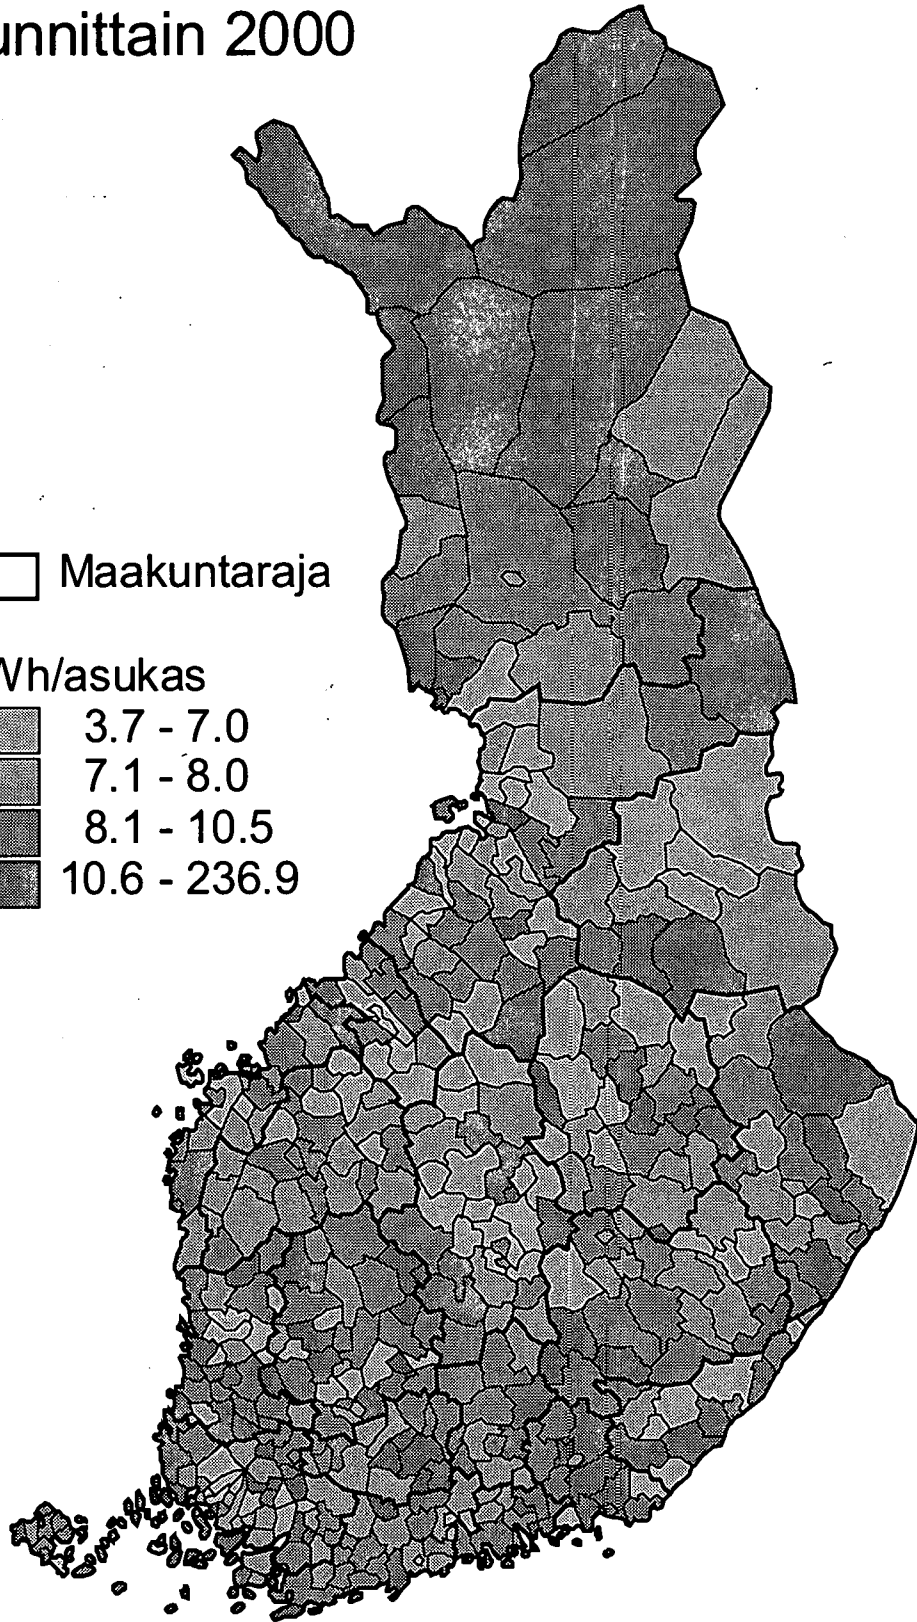 unnittain 2000
Maakuntaraja
Wh/asukas
3.7 - 7.0
7.1 - 8.0
8.1 - 10.5
10.6 - 236.9